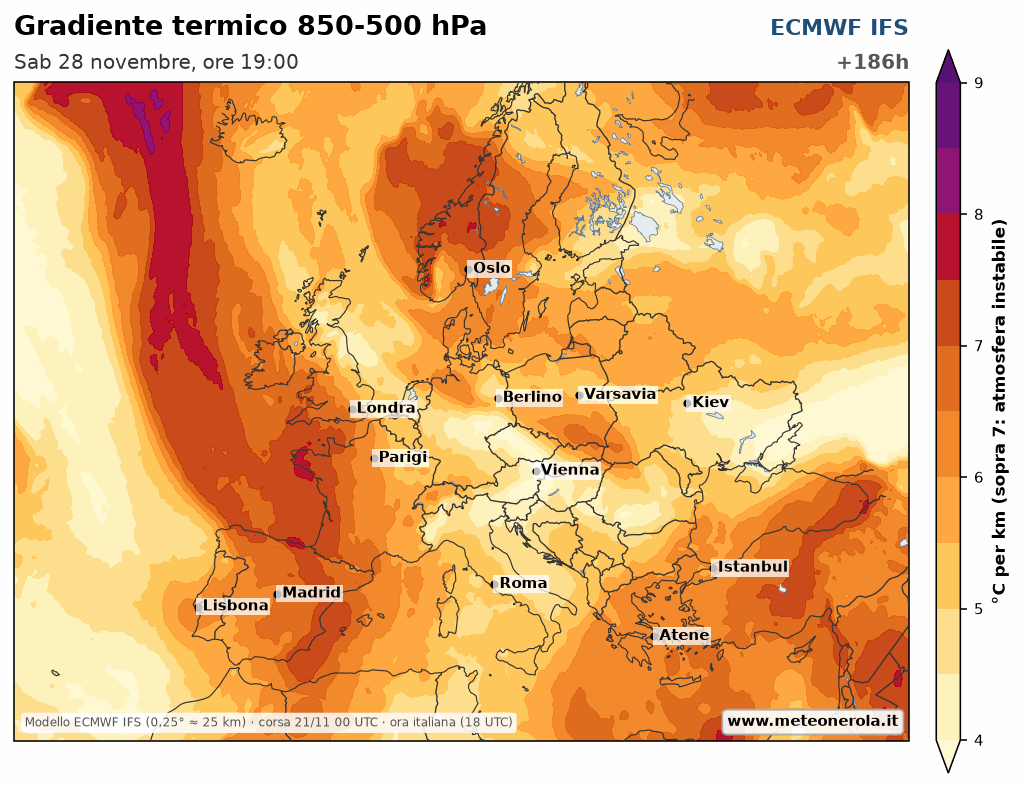 Gradiente termico 850-500 hPa
ECMWF IFS
Sab 28 novembre, ore 19:00
+186h
9
8
7
6
5
4
°C per km (sopra 7: atmosfera instabile)
Oslo
Londra
Berlino
Varsavia
Kiev
Parigi
Vienna
Istanbul
Roma
Madrid
Lisbona
Atene
Modello ECMWF IFS (0,25° ≈ 25 km) · corsa 21/11 00 UTC · ora italiana (18 UTC)
www.meteonerola.it